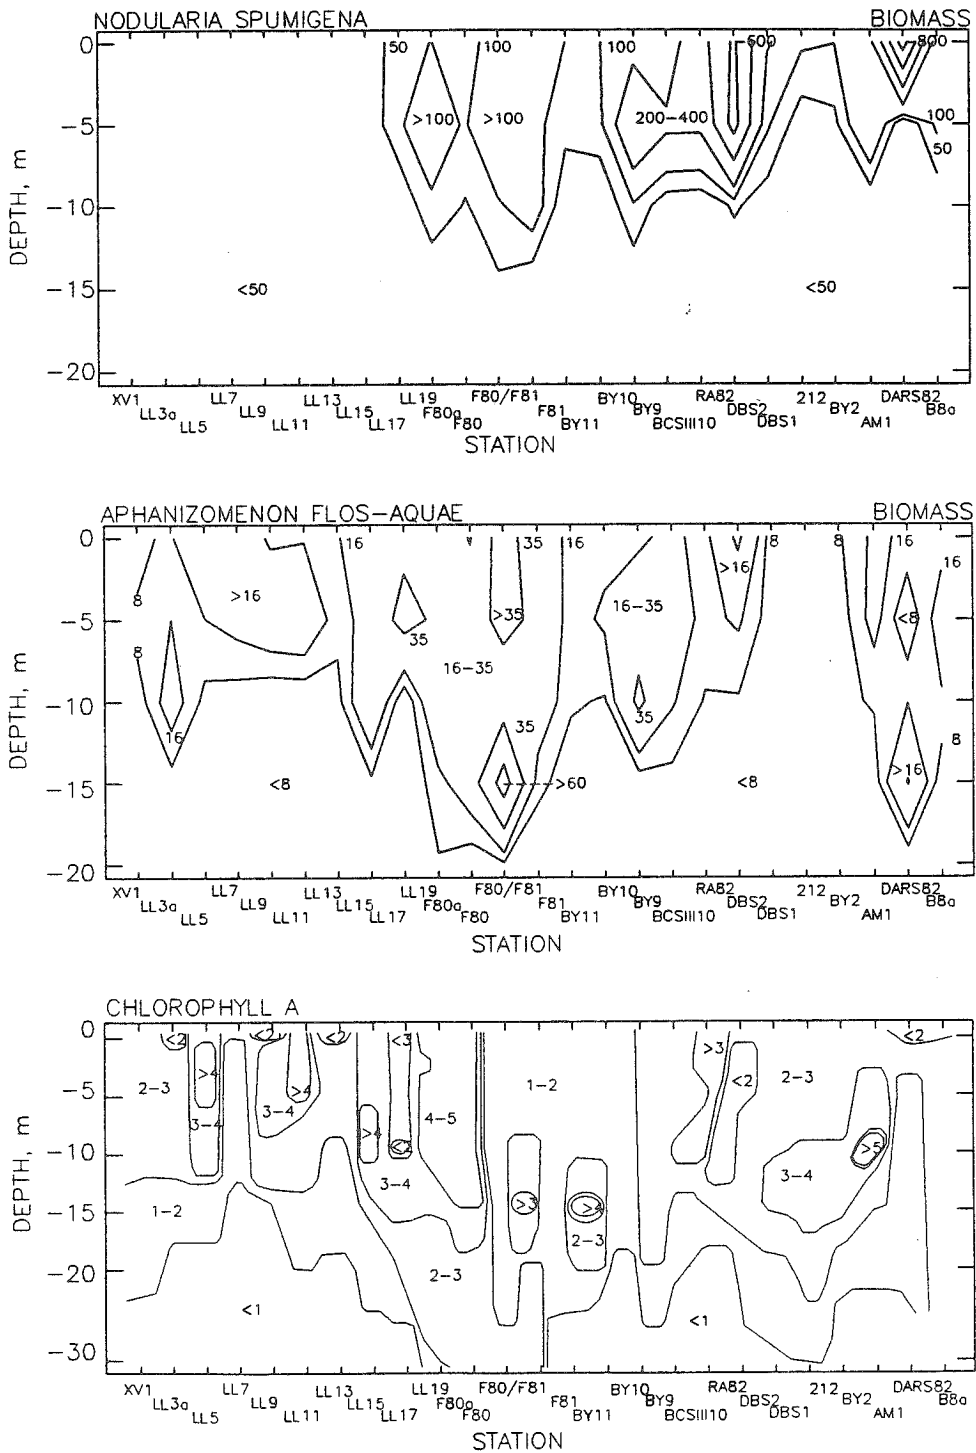 NODULARIA SPUMIGENA BIOMASS
0 50 100 100 600 800
-5 >100 >100 200-400 100
50
-10
-15 <50 <50
-20
DEPTH, m
XV1 LL7 LL13 LL19 F80/F81 BY10 RA82 212 DARS82
LL3a LL9 LL15 F80a F81 BY9 DBS2 BY2 B8a
LL5 LL11 LL17 F80 BY11 BCSIII10 DBS1 AM1
STATION
APHANIZOMENON FLOS-AQUAE BIOMASS
0 16 35 16 8 8 16
>16 16
8 >16 16-35
-5 >35 <8
35
8 16-35
-10
35 35
16 8
>16
-15 <8 >60 <8
-20
DEPTH, m
XV1 LL7 LL13 LL19 F80/F81 BY10 RA82 212 DARS82
LL3a LL9 LL15 F80a F81 BY9 DBS2 BY2 B8a
LL5 LL11 LL17 F80 BY11 BCSIII10 DBS1 AM1
STATION
CHLOROPHYLL A
0 <2 <2 <2 <3 <2
>3
>4 <2 2-3
-5 2-3 >4 1-2
3-4 4-5
3-4 >4
<2 >5
-10
3-4 3-4
1-2 >3 >4
-15
2-3
2-3
-20
<1 <1
-30
DEPTH, m
XV1 LL7 LL13 LL19 F80/F81 BY10 RA82 212 DARS82
LL3a LL9 LL15 F80a F81 BY9 DBS2 BY2 B8a
LL5 LL11 LL17 F80 BY11 BCSIII10 DBS1 AM1
STATION